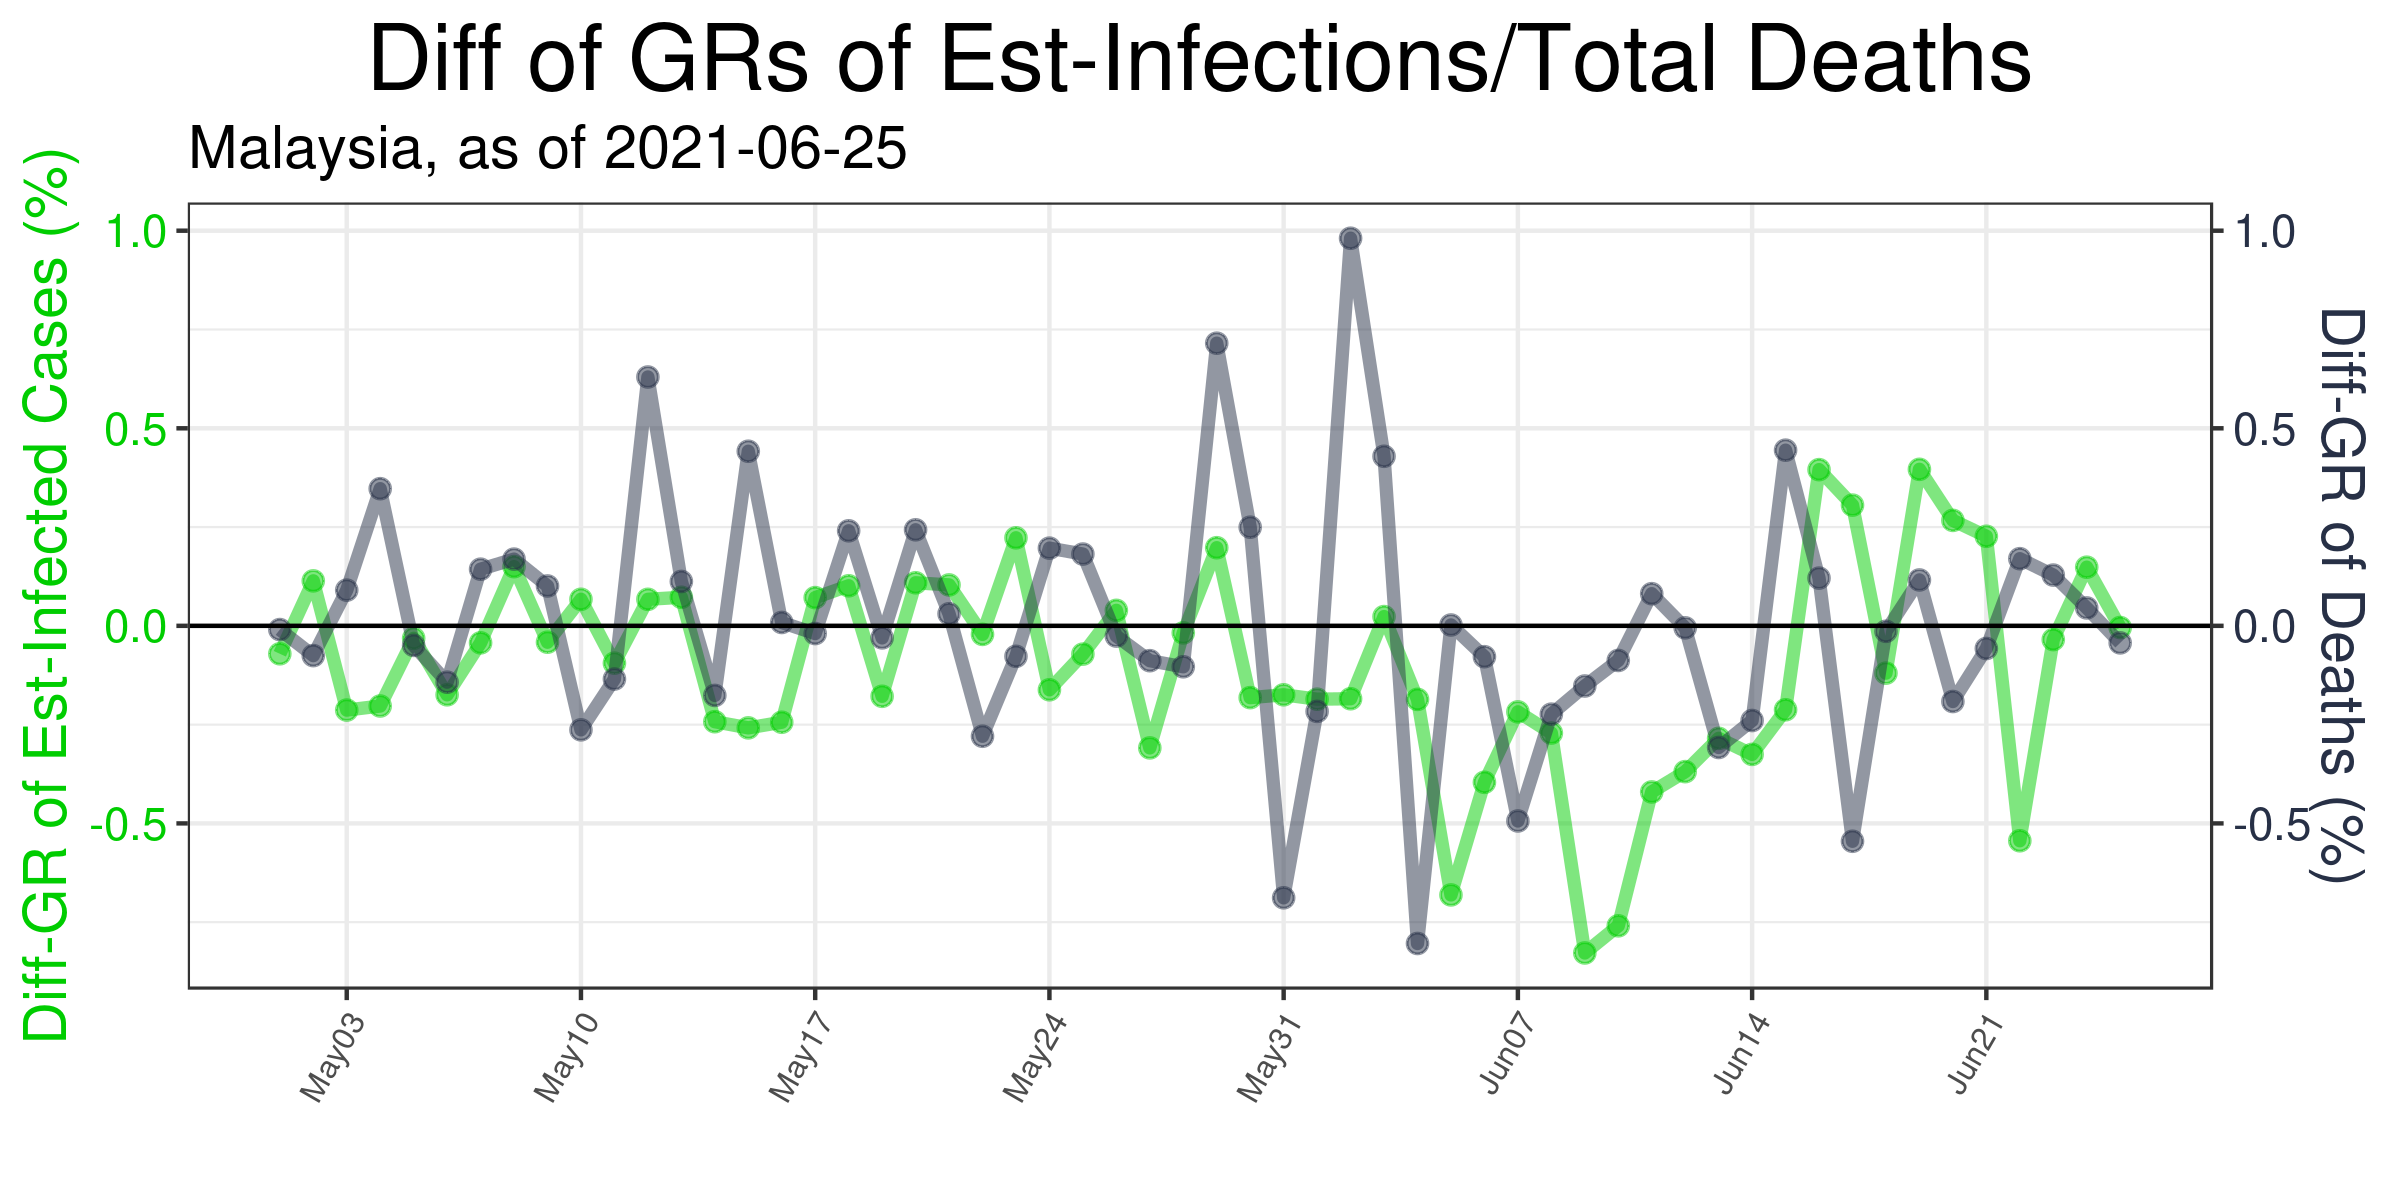 Diff of GRs of Est-Infections/Total Deaths
Malaysia, as of 2021-06-25
Diff-GR of Est-Infected Cases (%)
1.0
0.5
0.0
-0.5
1.0
0.5
0.0
-0.5
Diff-GR of Deaths (%)
May03
May10
May17
May24
May31
Jun07
Jun14
Jun21